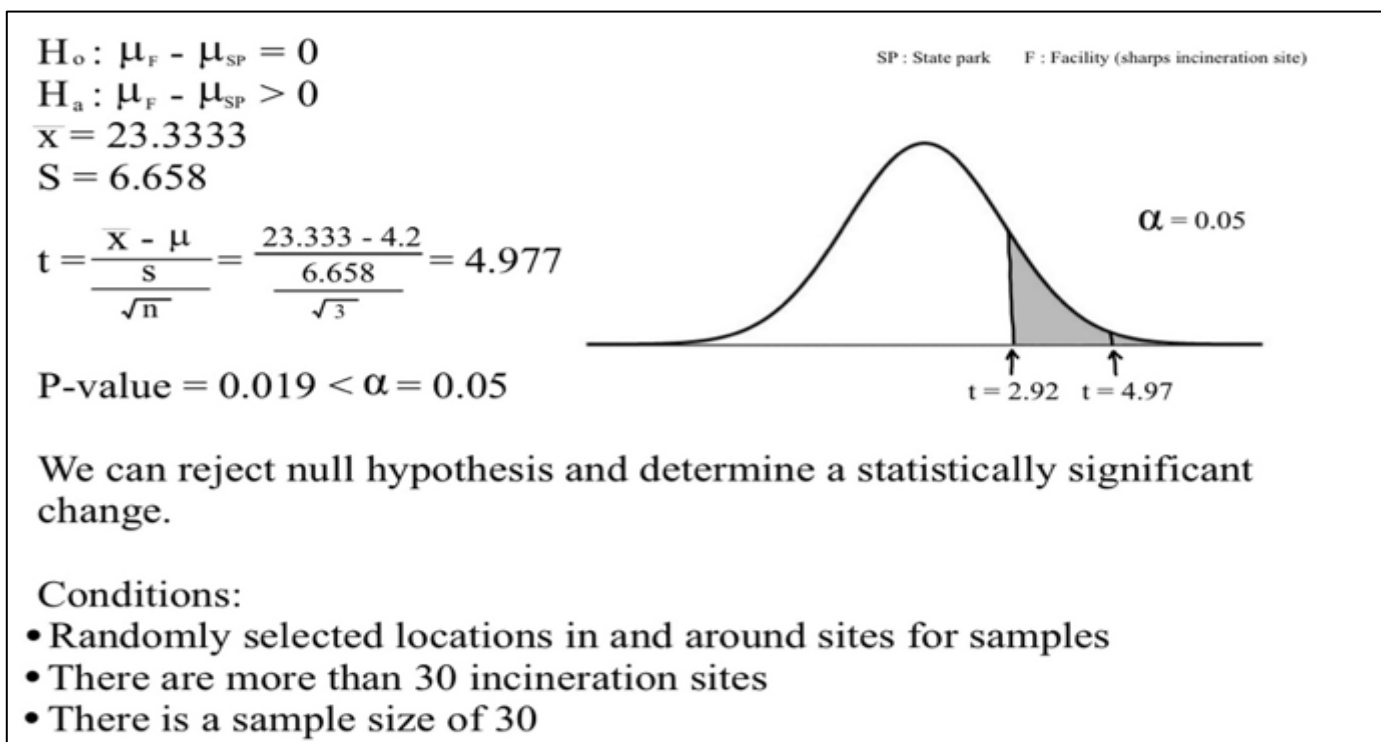 H₀: μ_F - μ_SP = 0
SP : State park F : Facility (sharps incineration site)
Hₐ: μ_F - μ_SP > 0
x̅ = 23.3333
S = 6.658
t = (x̅ - μ)/(s/√n) = (23.333 - 4.2)/(6.658/√3) = 4.977
α = 0.05
P-value = 0.019 < α = 0.05
t = 2.92 t = 4.97
We can reject null hypothesis and determine a statistically significant
change.
Conditions:
• Randomly selected locations in and around sites for samples
• There are more than 30 incineration sites
• There is a sample size of 30